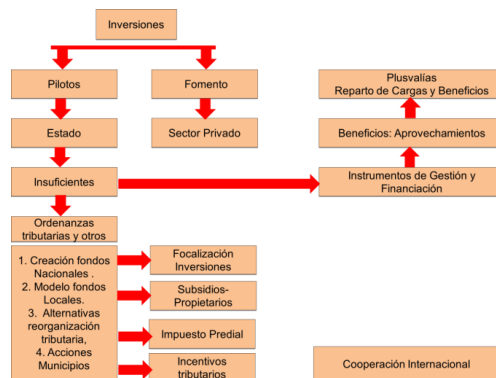 Inversiones
Pilotos
Fomento
Plusvalías
Reparto de Cargas y Beneficios
Estado
Sector Privado
Beneficios: Aprovechamientos
Insuficientes
Instrumentos de Gestión y
Financiación
Ordenanzas
tributarias y otros
1. Creación fondos
Nacionales .
2. Modelo fondos
Locales.
3. Alternativas
reorganización
tributaria,
4. Acciones
Municipios
Focalización
Inversiones
Subsidios-
Propietarios
Impuesto Predial
Incentivos
tributarios
Cooperación Internacional